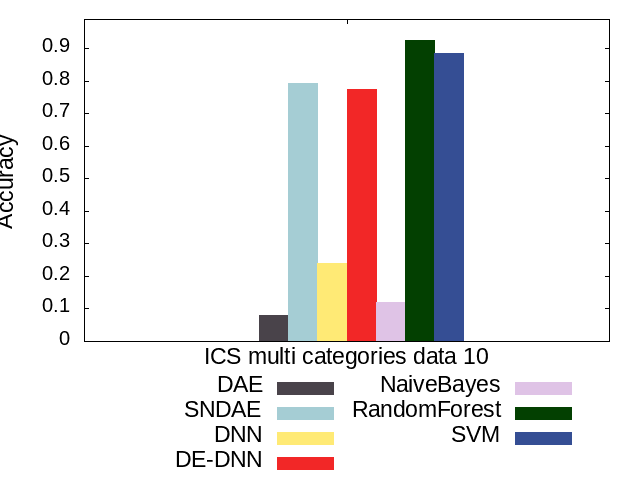 0.9
0.8
0.7
0.6
0.5
0.4
0.3
0.2
0.1
0
Accuracy
ICS multi categories data 10
DAE
SNDAE
DNN
DE-DNN
NaiveBayes
RandomForest
SVM